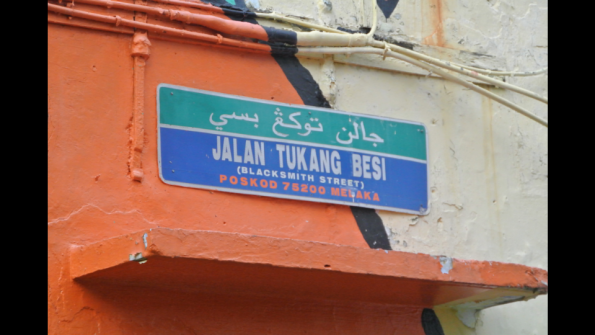 جالن توکڠ بسي
JALAN TUKANG BESI
(BLACKSMITH STREET)
POSKOD 75200 MELAKA